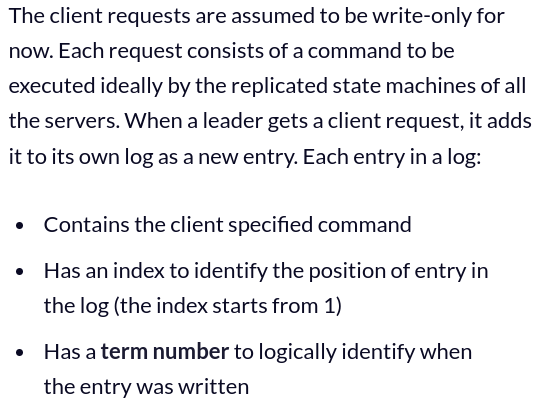 The client requests are assumed to be write-only for
now. Each request consists of a command to be
executed ideally by the replicated state machines of all
the servers. When a leader gets a client request, it adds
it to its own log as a new entry. Each entry in a log:
• Contains the client specified command
• Has an index to identify the position of entry in
the log (the index starts from 1)
• Has a term number to logically identify when
the entry was written